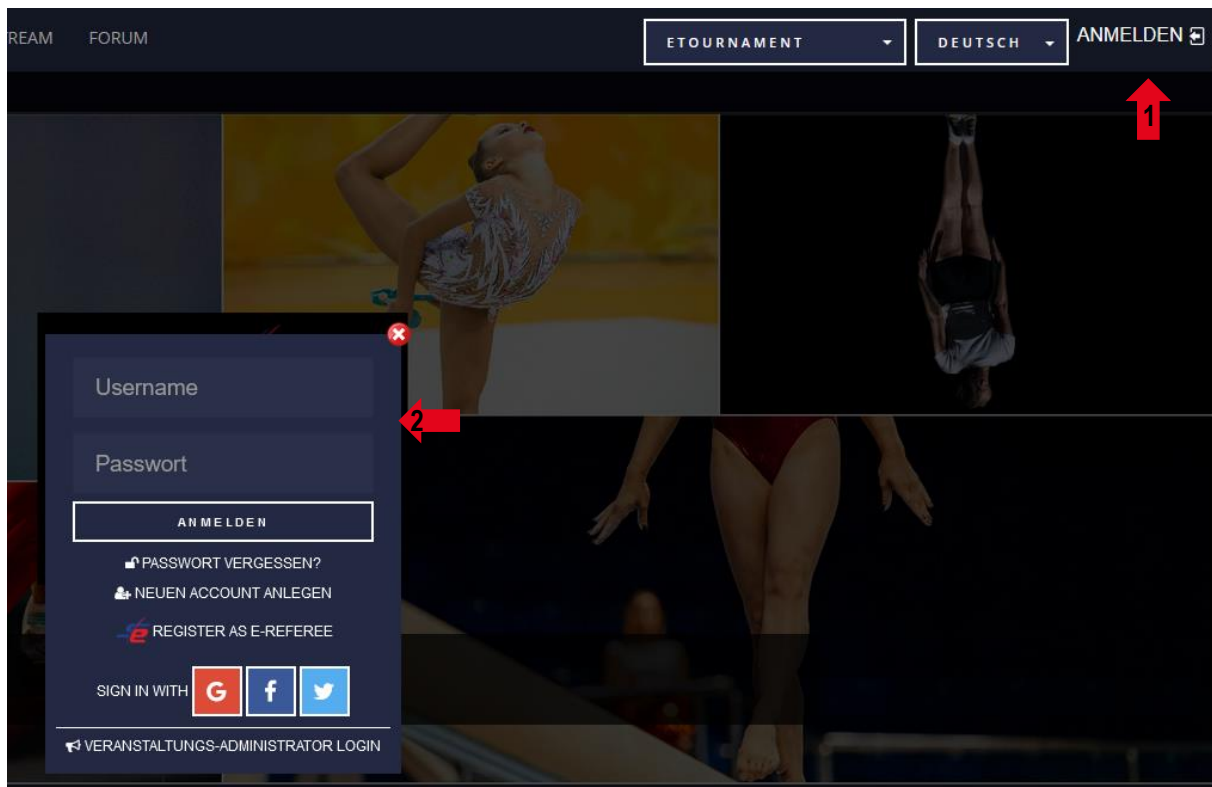 REAM FORUM ETOURNAMENT DEUTSCH ANMELDEN
1
Username
2
Passwort
ANMELDEN
PASSWORT VERGESSEN?
NEUEN ACCOUNT ANLEGEN
e REGISTER AS E-REFEREE
SIGN IN WITH G f
VERANSTALTUNGS-ADMINISTRATOR LOGIN